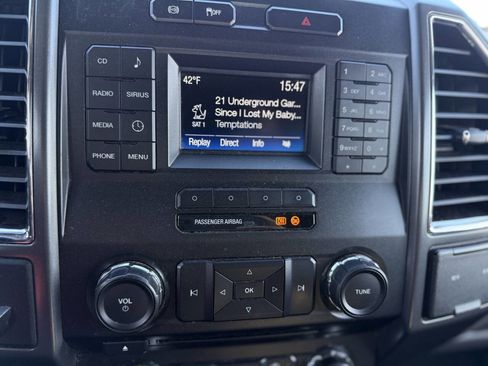 OFF
CD
RADIO SIRIUS
MEDIA
PHONE MENU
42°F 15:47
21 Underground Gar...
Since I Lost My Baby...
SAT 1 Temptations
Replay Direct Info
1 2 ABC
3 DEF 4 GHI
5 JKL 6 MNO
7 PQRS 8 TUV
9 WXYZ 0
PASSENGER AIRBAG
VOL
OK
TUNE